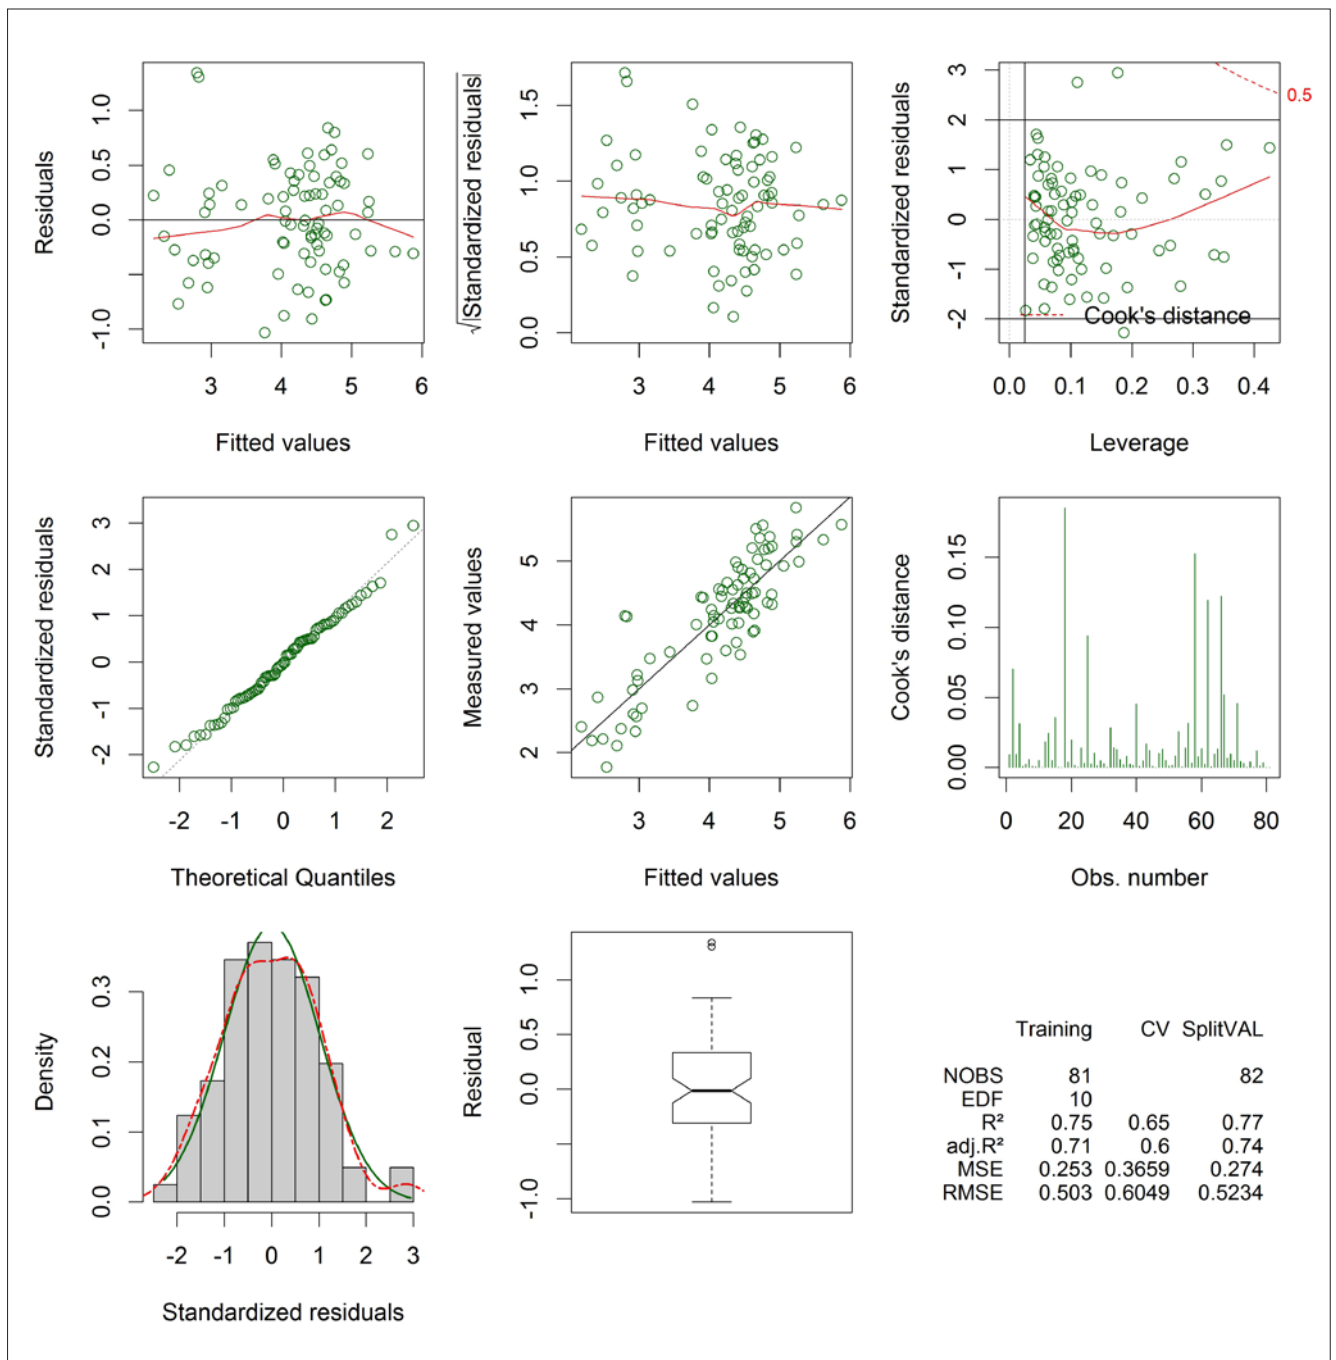 Residuals
1.0
0.5
0.0
-1.0
3 4 5 6
Fitted values
√|Standardized residuals|
1.5
1.0
0.5
0.0
3 4 5 6
Fitted values
Standardized residuals
3
2
1
0
-1
-2
0.5
Cook's distance
0.0 0.1 0.2 0.3 0.4
Leverage
Standardized residuals
3
2
1
0
-1
-2
-2 -1 0 1 2
Theoretical Quantiles
Measured values
5
4
3
2
3 4 5 6
Fitted values
Cook's distance
0.15
0.10
0.05
0.00
0 20 40 60 80
Obs. number
Density
0.3
0.2
0.1
0.0
-2 -1 0 1 2 3
Standardized residuals
Residual
1.0
0.5
0.0
-1.0
Training CV SplitVAL
NOBS 81 82
EDF 10
R² 0.75 0.65 0.77
adj.R² 0.71 0.6 0.74
MSE 0.253 0.3659 0.274
RMSE 0.503 0.6049 0.5234